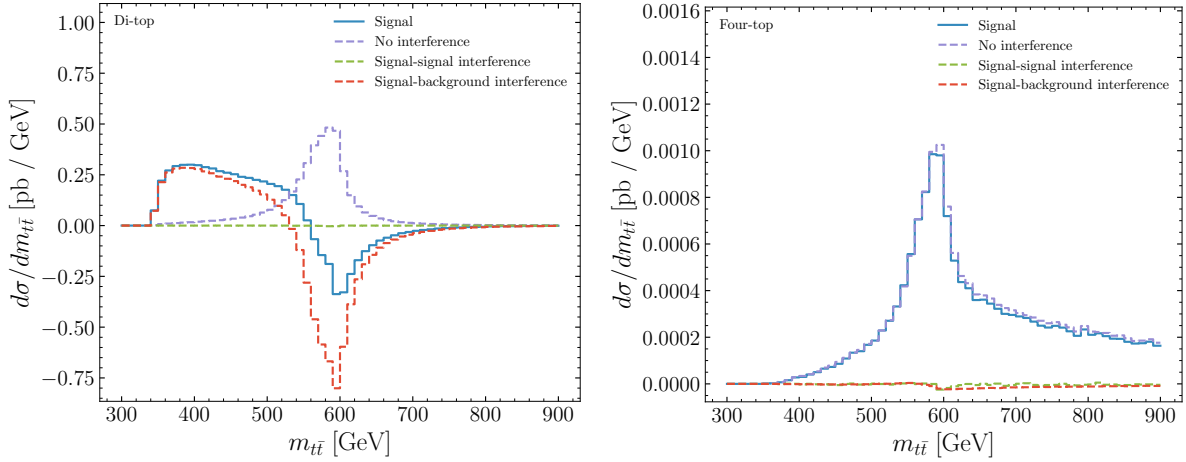 Di-top
Signal
No interference
Signal-signal interference
Signal-background interference
1.00
0.75
0.50
0.25
0.00
−0.25
−0.50
−0.75
dσ/dm_{tt̄} [pb / GeV]
300 400 500 600 700 800 900
m_{tt̄} [GeV]
Four-top
Signal
No interference
Signal-signal interference
Signal-background interference
0.0016
0.0014
0.0012
0.0010
0.0008
0.0006
0.0004
0.0002
0.0000
dσ/dm_{tt̄} [pb / GeV]
300 400 500 600 700 800 900
m_{tt̄} [GeV]